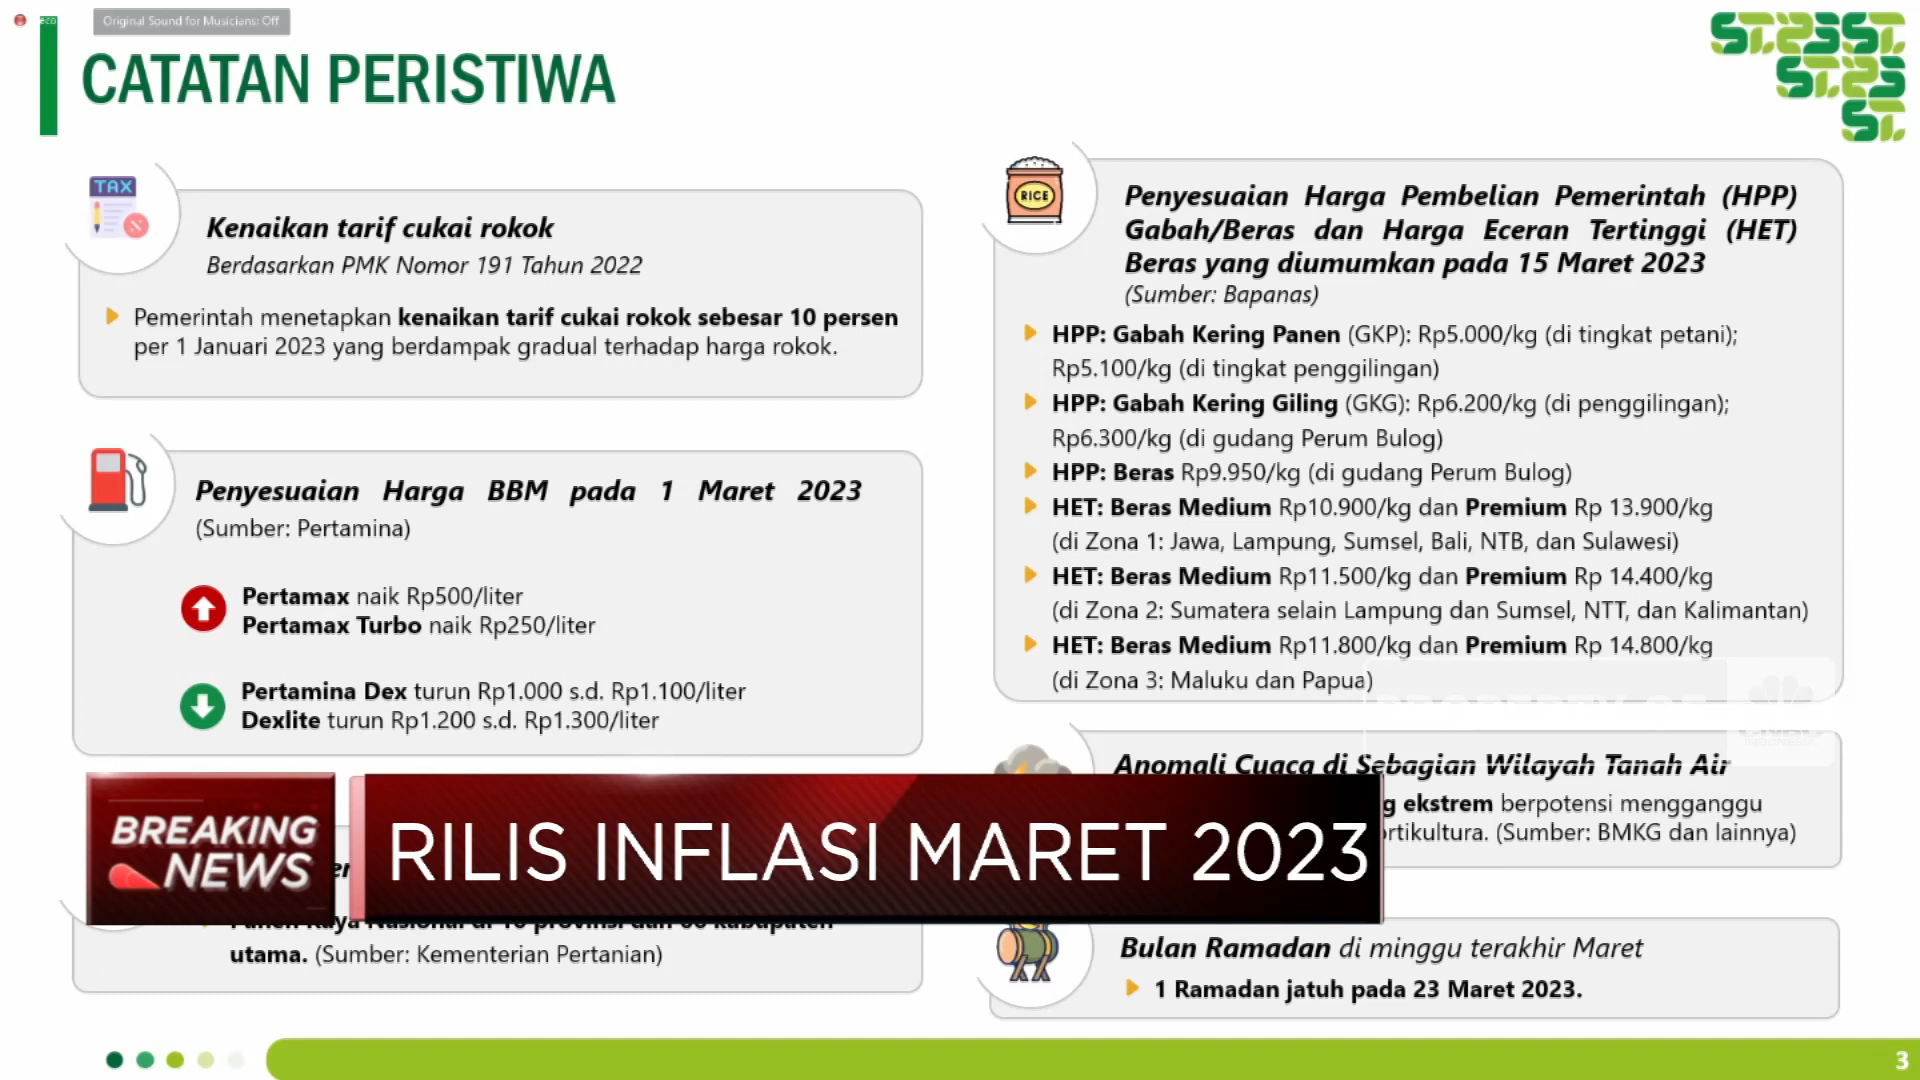 Original Sound for Musicians: Off
CATATAN PERISTIWA
TAX
Kenaikan tarif cukai rokok
Berdasarkan PMK Nomor 191 Tahun 2022
Pemerintah menetapkan kenaikan tarif cukai rokok sebesar 10 persen
per 1 Januari 2023 yang berdampak gradual terhadap harga rokok.
Penyesuaian Harga BBM pada 1 Maret 2023
(Sumber: Pertamina)
Pertamax naik Rp500/liter
Pertamax Turbo naik Rp250/liter
Pertamina Dex turun Rp1.000 s.d. Rp1.100/liter
Dexlite turun Rp1.200 s.d. Rp1.300/liter
utama. (Sumber: Kementerian Pertanian)
RICE
Penyesuaian Harga Pembelian Pemerintah (HPP)
Gabah/Beras dan Harga Eceran Tertinggi (HET)
Beras yang diumumkan pada 15 Maret 2023
(Sumber: Bapanas)
HPP: Gabah Kering Panen (GKP): Rp5.000/kg (di tingkat petani);
Rp5.100/kg (di tingkat penggilingan)
HPP: Gabah Kering Giling (GKG): Rp6.200/kg (di penggilingan);
Rp6.300/kg (di gudang Perum Bulog)
HPP: Beras Rp9.950/kg (di gudang Perum Bulog)
HET: Beras Medium Rp10.900/kg dan Premium Rp 13.900/kg
(di Zona 1: Jawa, Lampung, Sumsel, Bali, NTB, dan Sulawesi)
HET: Beras Medium Rp11.500/kg dan Premium Rp 14.400/kg
(di Zona 2: Sumatera selain Lampung dan Sumsel, NTT, dan Kalimantan)
HET: Beras Medium Rp11.800/kg dan Premium Rp 14.800/kg
(di Zona 3: Maluku dan Papua)
Anomali Cuaca di Sebagian Wilayah Tanah Air
ekstrem berpotensi mengganggu
(Sumber: BMKG dan lainnya)
Bulan Ramadan di minggu terakhir Maret
1 Ramadan jatuh pada 23 Maret 2023.
BREAKING
NEWS
RILIS INFLASI MARET 2023
3